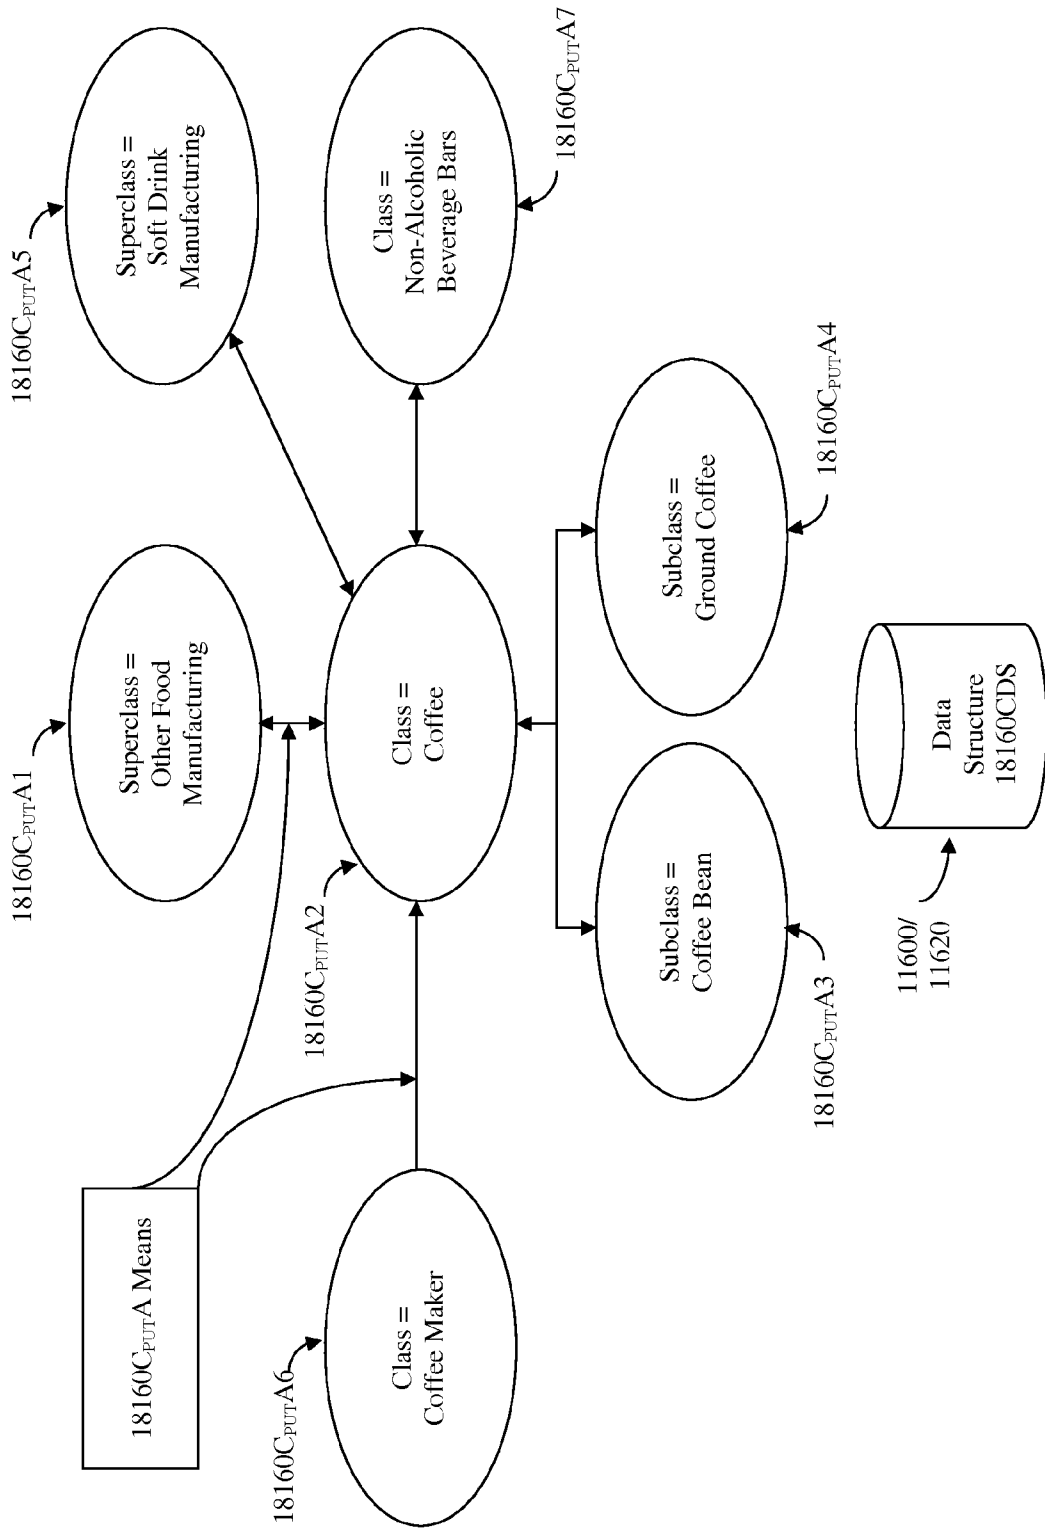 18160CPUTA Means
18160CPUTA1
Superclass =
Other Food
Manufacturing
18160CPUTA5
Superclass =
Soft Drink
Manufacturing
18160CPUTA6
Class =
Coffee Maker
18160CPUTA2
Class =
Coffee
Class =
Non-Alcoholic
Beverage Bars
18160CPUTA7
Subclass =
Coffee Bean
18160CPUTA3
Subclass =
Ground Coffee
18160CPUTA4
11600/
11620
Data
Structure
18160CDS